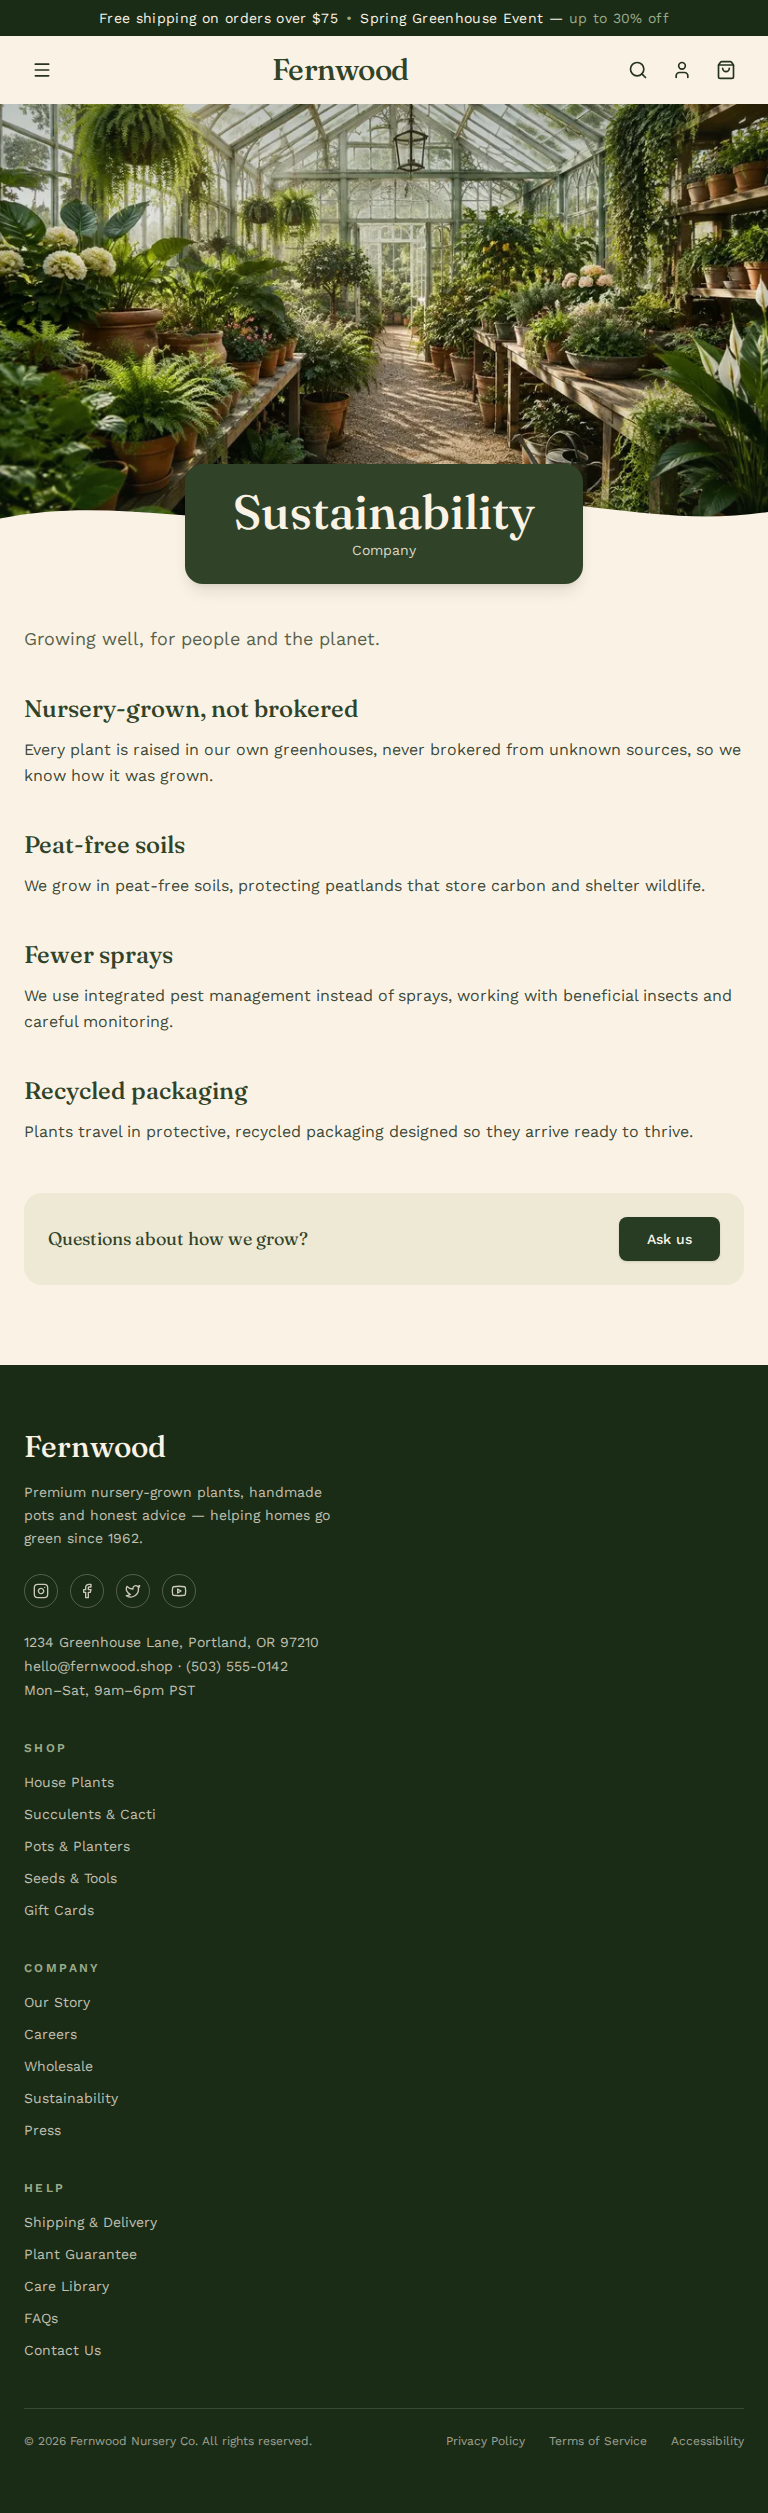 Free shipping on orders over $75 • Spring Greenhouse Event — up to 30% off
Fernwood
Sustainability
Company
Growing well, for people and the planet.
Nursery-grown, not brokered
Every plant is raised in our own greenhouses, never brokered from unknown sources, so we
know how it was grown.
Peat-free soils
We grow in peat-free soils, protecting peatlands that store carbon and shelter wildlife.
Fewer sprays
We use integrated pest management instead of sprays, working with beneficial insects and
careful monitoring.
Recycled packaging
Plants travel in protective, recycled packaging designed so they arrive ready to thrive.
Questions about how we grow?
Ask us
Fernwood
Premium nursery-grown plants, handmade
pots and honest advice — helping homes go
green since 1962.
1234 Greenhouse Lane, Portland, OR 97210
hello@fernwood.shop · (503) 555-0142
Mon–Sat, 9am–6pm PST
SHOP
House Plants
Succulents & Cacti
Pots & Planters
Seeds & Tools
Gift Cards
COMPANY
Our Story
Careers
Wholesale
Sustainability
Press
HELP
Shipping & Delivery
Plant Guarantee
Care Library
FAQs
Contact Us
© 2026 Fernwood Nursery Co. All rights reserved.
Privacy Policy
Terms of Service
Accessibility